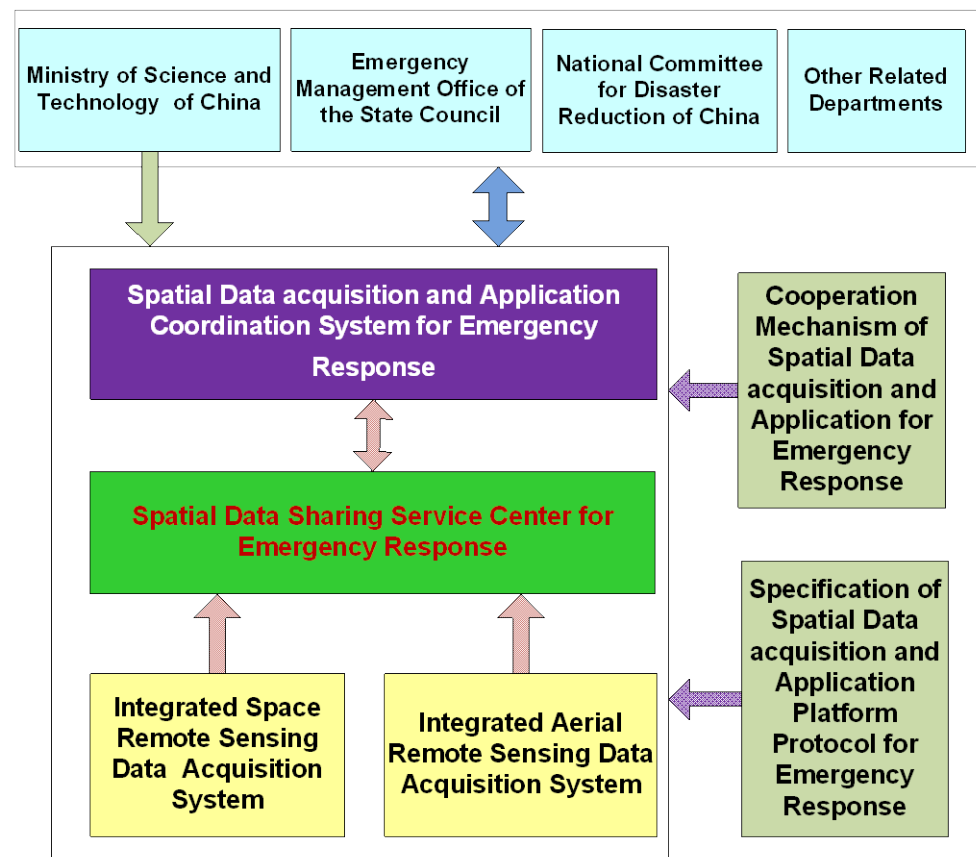 Ministry of Science and
Technology of China
Emergency
Management Office of
the State Council
National Committee
for Disaster
Reduction of China
Other Related
Departments
Spatial Data acquisition and Application
Coordination System for Emergency
Response
Cooperation
Mechanism of
Spatial Data
acquisition and
Application for
Emergency
Response
Spatial Data Sharing Service Center for
Emergency Response
Specification of
Spatial Data
acquisition and
Application
Platform
Protocol for
Emergency
Response
Integrated Space
Remote Sensing
Data Acquisition
System
Integrated Aerial
Remote Sensing Data
Acquisition System